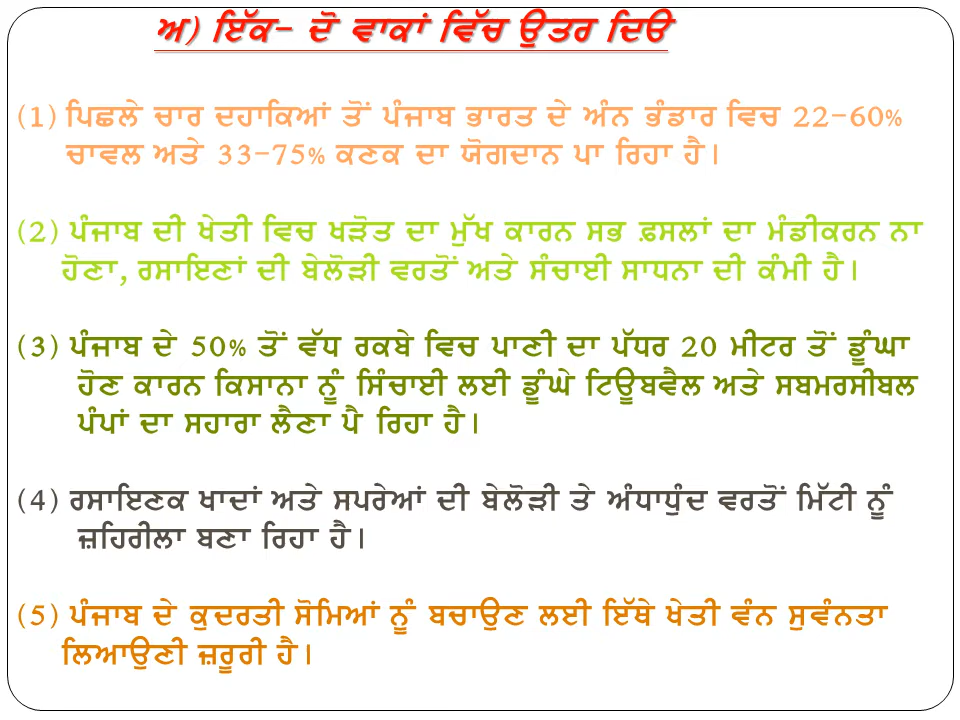 ਅ) ਇੱਕ- ਦੋ ਵਾਕਾਂ ਵਿੱਚ ਉਤਰ ਦਿਓ
(1) ਪਿਛਲੇ ਚਾਰ ਦਹਾਕਿਆਂ ਤੋਂ ਪੰਜਾਬ ਭਾਰਤ ਦੇ ਅੰਨ ਭੰਡਾਰ ਵਿਚ 22-60%
ਚਾਵਲ ਅਤੇ 33-75% ਕਣਕ ਦਾ ਯੋਗਦਾਨ ਪਾ ਰਿਹਾ ਹੈ।
(2) ਪੰਜਾਬ ਦੀ ਖੇਤੀ ਵਿਚ ਖੜੋਤ ਦਾ ਮੁੱਖ ਕਾਰਨ ਸਭ ਫ਼ਸਲਾਂ ਦਾ ਮੰਡੀਕਰਨ ਨਾ
ਹੋਣਾ, ਰਸਾਇਣਾਂ ਦੀ ਬੇਲੋੜੀ ਵਰਤੋਂ ਅਤੇ ਸੰਚਾਈ ਸਾਧਨਾ ਦੀ ਕੰਮੀ ਹੈ।
(3) ਪੰਜਾਬ ਦੇ 50% ਤੋਂ ਵੱਧ ਰਕਬੇ ਵਿਚ ਪਾਣੀ ਦਾ ਪੱਧਰ 20 ਮੀਟਰ ਤੋਂ ਡੂੰਘਾ
ਹੋਣ ਕਾਰਨ ਕਿਸਾਨਾ ਨੂੰ ਸਿੰਚਾਈ ਲਈ ਡੂੰਘੇ ਟਿਊਬਵੈਲ ਅਤੇ ਸਬਮਰਸੀਬਲ
ਪੰਪਾਂ ਦਾ ਸਹਾਰਾ ਲੈਣਾ ਪੈ ਰਿਹਾ ਹੈ।
(4) ਰਸਾਇਣਕ ਖਾਦਾਂ ਅਤੇ ਸਪਰੇਆਂ ਦੀ ਬੇਲੋੜੀ ਤੇ ਅੰਧਾਧੁੰਦ ਵਰਤੋਂ ਮਿੱਟੀ ਨੂੰ
ਜ਼ਹਿਰੀਲਾ ਬਣਾ ਰਿਹਾ ਹੈ।
(5) ਪੰਜਾਬ ਦੇ ਕੁਦਰਤੀ ਸੋਮਿਆਂ ਨੂੰ ਬਚਾਉਣ ਲਈ ਇੱਥੇ ਖੇਤੀ ਵੰਨ ਸੁਵੰਨਤਾ
ਲਿਆਉਣੀ ਜ਼ਰੂਰੀ ਹੈ।